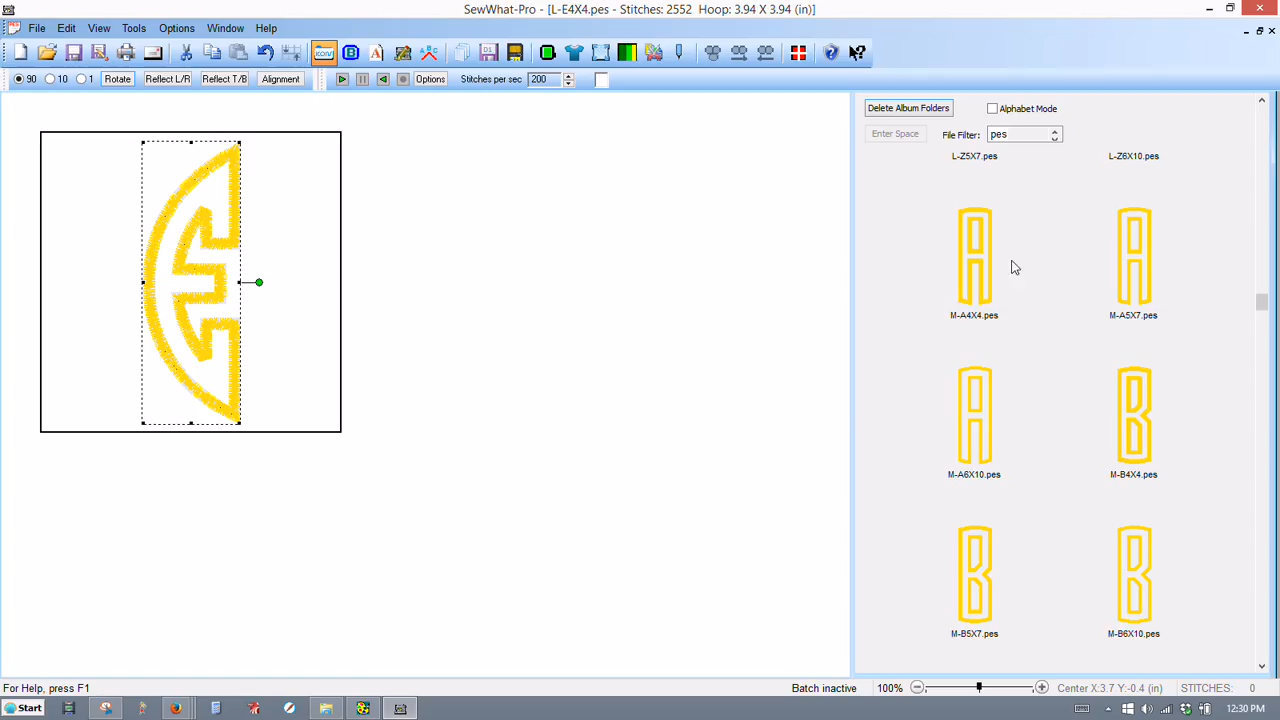 SewWhat-Pro - [L-E4X4.pes - Stitches: 2552 Hoop: 3.94 X 3.94 (in)]
File Edit View Tools Options Window Help
90 10 1 Rotate Reflect L/R Reflect T/B Alignment Options Stitches per sec 200
Delete Album Folders Alphabet Mode
Enter Space File Filter: pes
L-Z5X7.pes L-Z6X10.pes
M-A4X4.pes M-A5X7.pes
M-A6X10.pes M-B4X4.pes
M-B5X7.pes M-B6X10.pes
For Help, press F1 Batch inactive 100% Center X:3.7 Y:-0.4 (in) STITCHES: 0
Start 12:30 PM